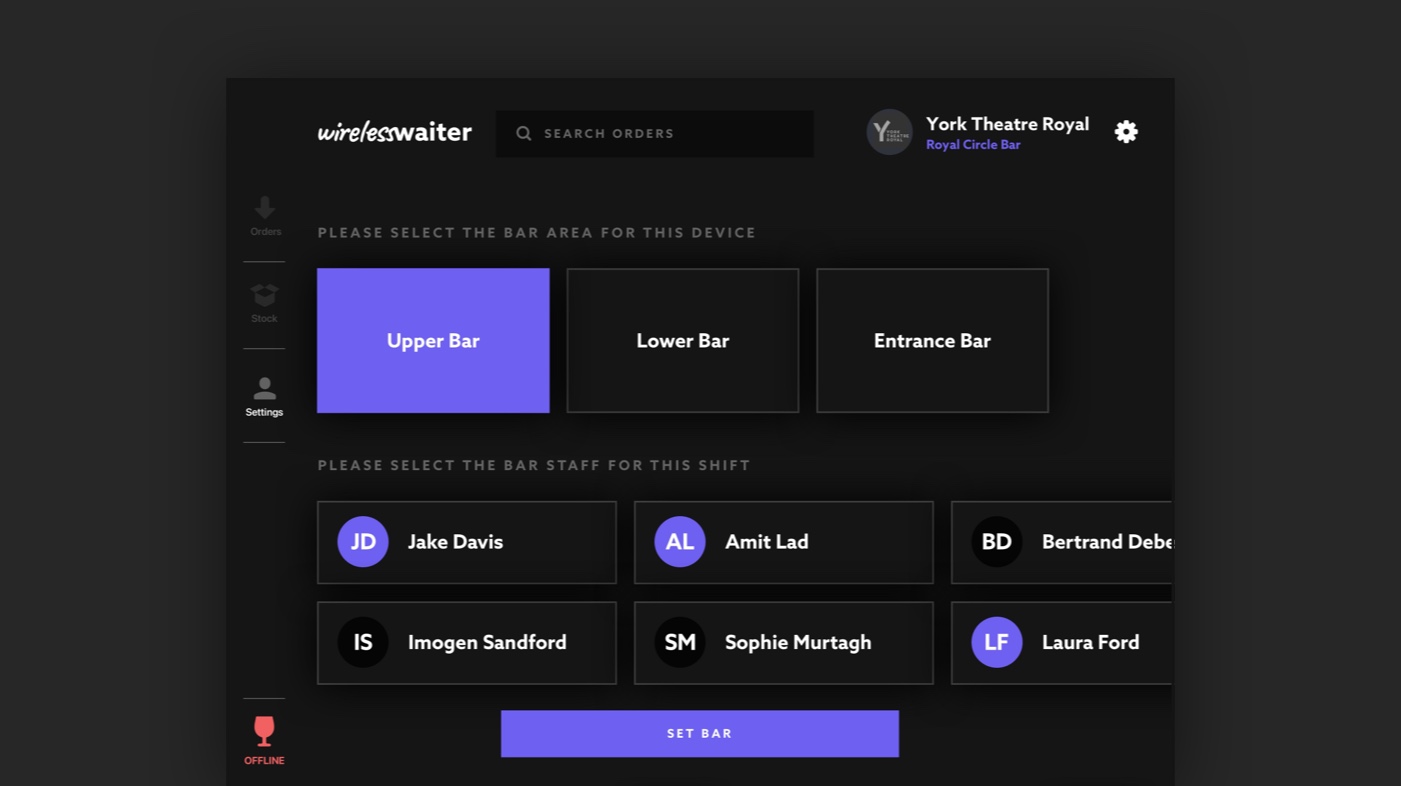 wirelesswaiter
SEARCH ORDERS
Y YORK THEATRE ROYAL
York Theatre Royal
Royal Circle Bar
Orders
Stock
Settings
PLEASE SELECT THE BAR AREA FOR THIS DEVICE
Upper Bar
Lower Bar
Entrance Bar
PLEASE SELECT THE BAR STAFF FOR THIS SHIFT
JD Jake Davis
AL Amit Lad
BD Bertrand
IS Imogen Sandford
SM Sophie Murtagh
LF Laura Ford
SET BAR
OFFLINE